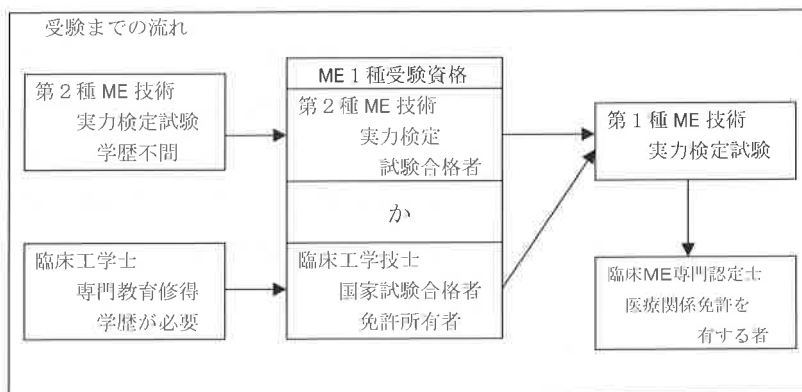 受験までの流れ
第2種ME技術
実力検定試験
学歴不問
臨床工学士
専門教育修得
学歴が必要
ME1種受験資格
第2種ME技術
実力検定
試験合格者
か
臨床工学技士
国家試験合格者
免許所有者
第1種ME技術
実力検定試験
臨床ME専門認定士
医療関係免許を
有する者